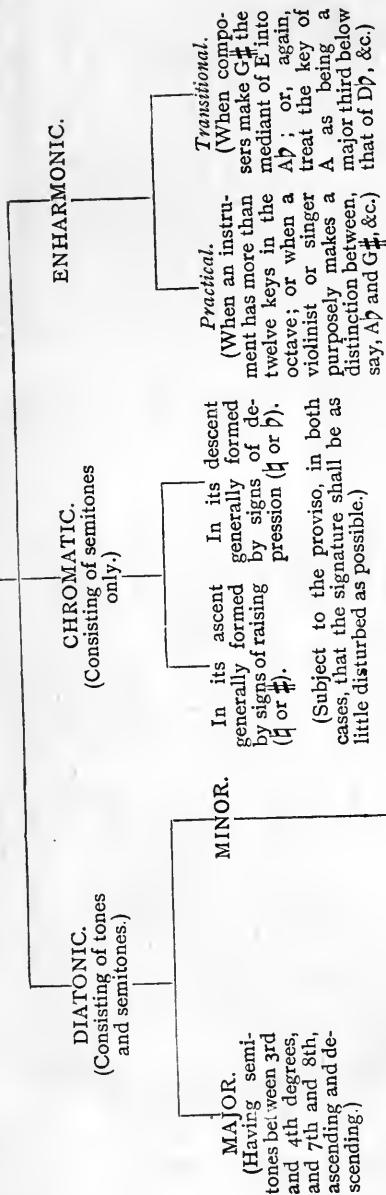 DIATONIC.
(Consisting of tones
and semitones.)
MAJOR.
(Having semi-
tones between 3rd
and 4th degrees,
and 7th and 8th,
ascending and de-
scending.)
MINOR.
CHROMATIC.
(Consisting of semitones
only.)
In its ascent
generally formed
by signs of raising
(♮ or ♯).
In its descent
generally formed
by signs of de-
pression (♮ or ♭).
(Subject to the proviso, in both
cases, that the signature shall be as
little disturbed as possible.)
ENHARMONIC.
Practical.
(When an instru-
ment has more than
twelve keys in the
octave; or when a
violinist or singer
purposely makes a
distinction between,
say, A♭ and G♯, &c.)
Transitional.
(When compo-
sers make G♯ the
mediant of E into
A♭; or, again,
treat the key of
A as being a
major third below
that of D♭, &c.)